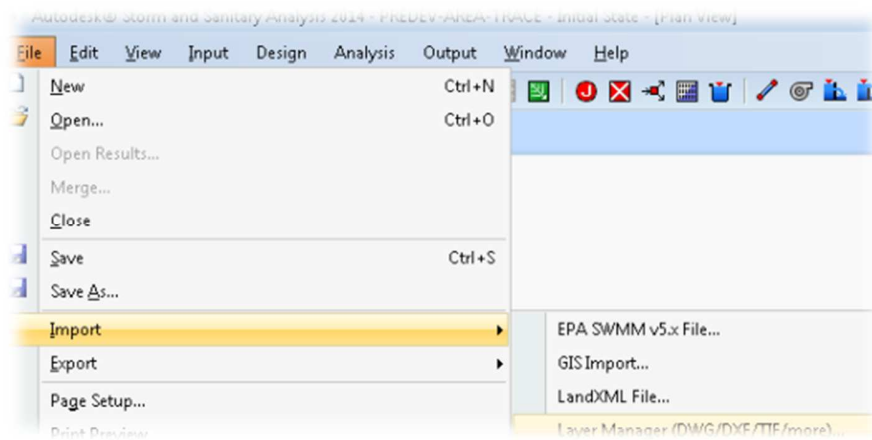 Autodesk® Storm and Sanitary Analysis 2014 - PREDEV-AREA-TRACE - Initial State - [Plan View]
File Edit View Input Design Analysis Output Window Help
New Ctrl+N
Open... Ctrl+O
Open Results...
Merge...
Close
Save Ctrl+S
Save As...
Import
EPA SWMM v5.x File...
Export
GIS Import...
LandXML File...
Page Setup...
Layer Manager (DWG/DXF/TIF/more)...
Print Preview